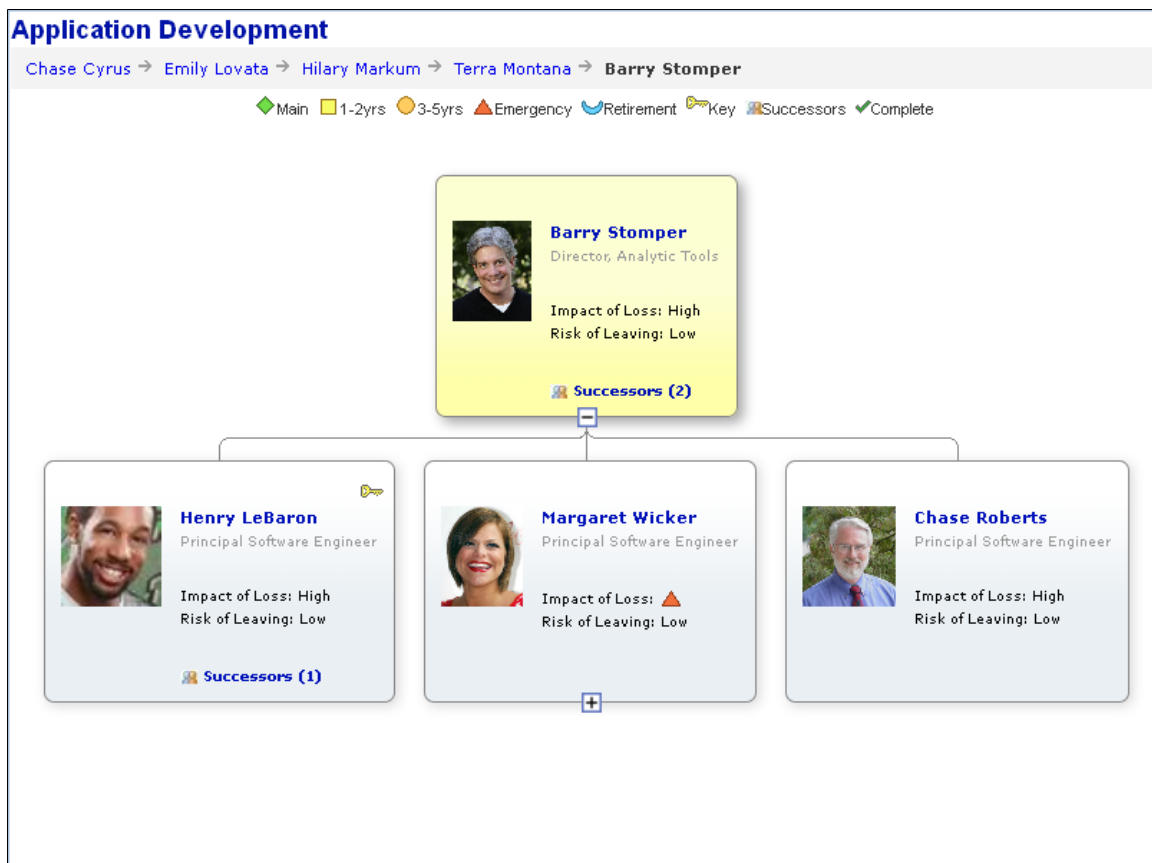 Application Development
Chase Cyrus → Emily Lovata → Hilary Markum → Terra Montana → Barry Stomper
Main 1-2yrs 3-5yrs Emergency Retirement Key Successors Complete
Barry Stomper
Director, Analytic Tools
Impact of Loss: High
Risk of Leaving: Low
Successors (2)
Henry LeBaron
Principal Software Engineer
Impact of Loss: High
Risk of Leaving: Low
Successors (1)
Margaret Wicker
Principal Software Engineer
Impact of Loss:
Risk of Leaving: Low
Chase Roberts
Principal Software Engineer
Impact of Loss: High
Risk of Leaving: Low